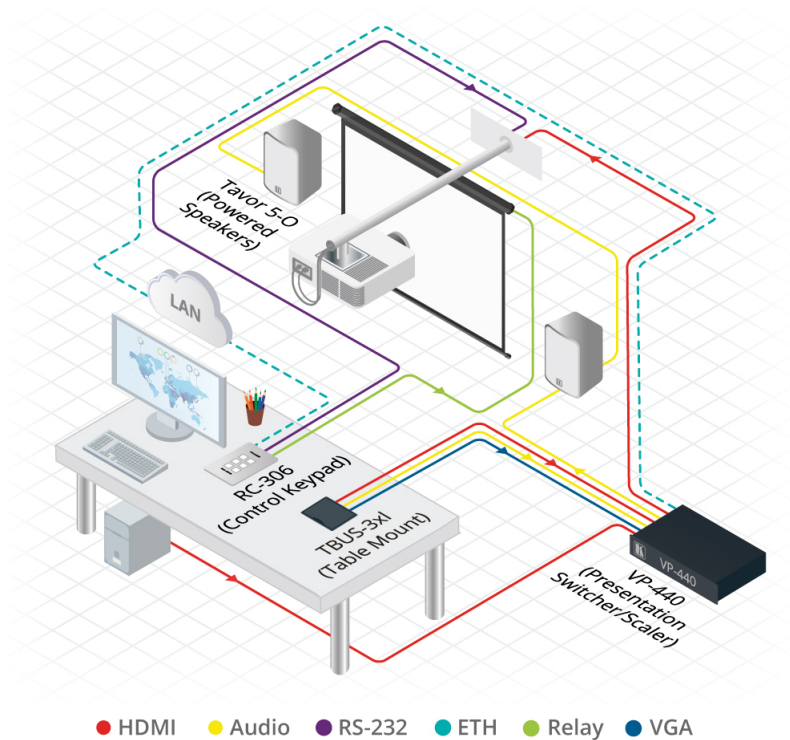 Tavor 5-O
(Powered
Speakers)
LAN
RC-306
(Control Keypad)
TBUS-3xl
(Table Mount)
VP-440
VP-440
(Presentation
Switcher/Scaler)
HDMI
Audio
RS-232
ETH
Relay
VGA